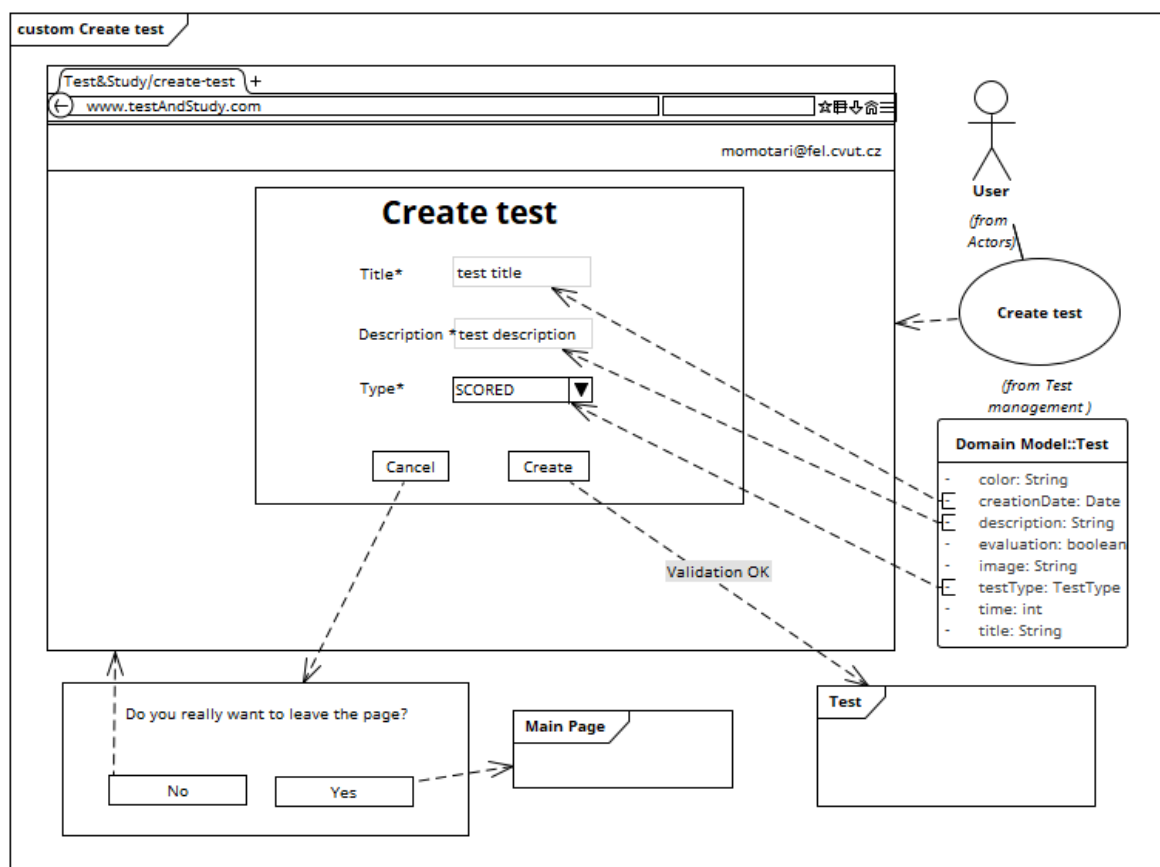 custom Create test
Test&Study/create-test +
www.testAndStudy.com
momotari@fel.cvut.cz
Create test
Title*
test title
Description *
test description
Type*
SCORED
Cancel
Create
Validation OK
User
(from
Actors)
Create test
(from Test
management )
Domain Model::Test
- color: String
- creationDate: Date
- description: String
- evaluation: boolean
- image: String
- testType: TestType
- time: int
- title: String
Do you really want to leave the page?
No
Yes
Main Page
Test